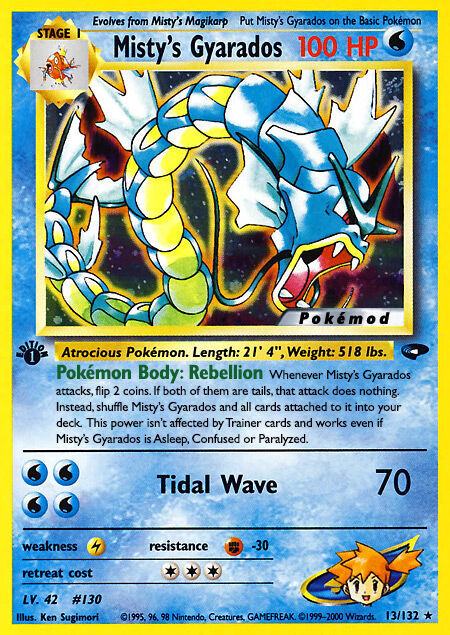 Evolves from Misty's Magikarp Put Misty's Gyarados on the Basic Pokémon
STAGE 1
Misty's Gyarados 100 HP
Pokémod
EDITION
1
Atrocious Pokémon. Length: 21' 4", Weight: 518 lbs.
Pokémon Body: Rebellion Whenever Misty's Gyarados
attacks, flip 2 coins. If both of them are tails, that attack does nothing.
Instead, shuffle Misty's Gyarados and all cards attached to it into your
deck. This power isn't affected by Trainer cards and works even if
Misty's Gyarados is Asleep, Confused or Paralyzed.
Tidal Wave 70
weakness resistance -30
retreat cost
LV. 42 #130
Illus. Ken Sugimori ©1995, 96, 98 Nintendo, Creatures, GAMEFREAK. ©1999-2000 Wizards. 13/132 ★